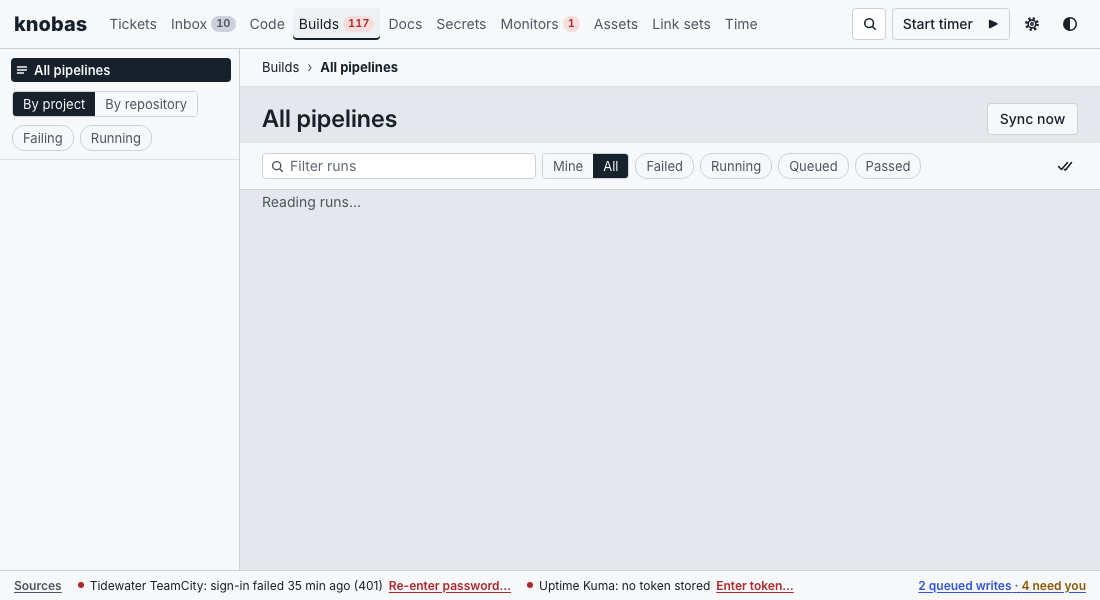 knobas Tickets Inbox 10 Code Builds 117 Docs Secrets Monitors 1 Assets Link sets Time Start timer
All pipelines
By project By repository
Failing Running
Builds › All pipelines
All pipelines Sync now
Filter runs Mine All Failed Running Queued Passed
Reading runs...
Sources Tidewater TeamCity: sign-in failed 35 min ago (401) Re-enter password... Uptime Kuma: no token stored Enter token... 2 queued writes · 4 need you